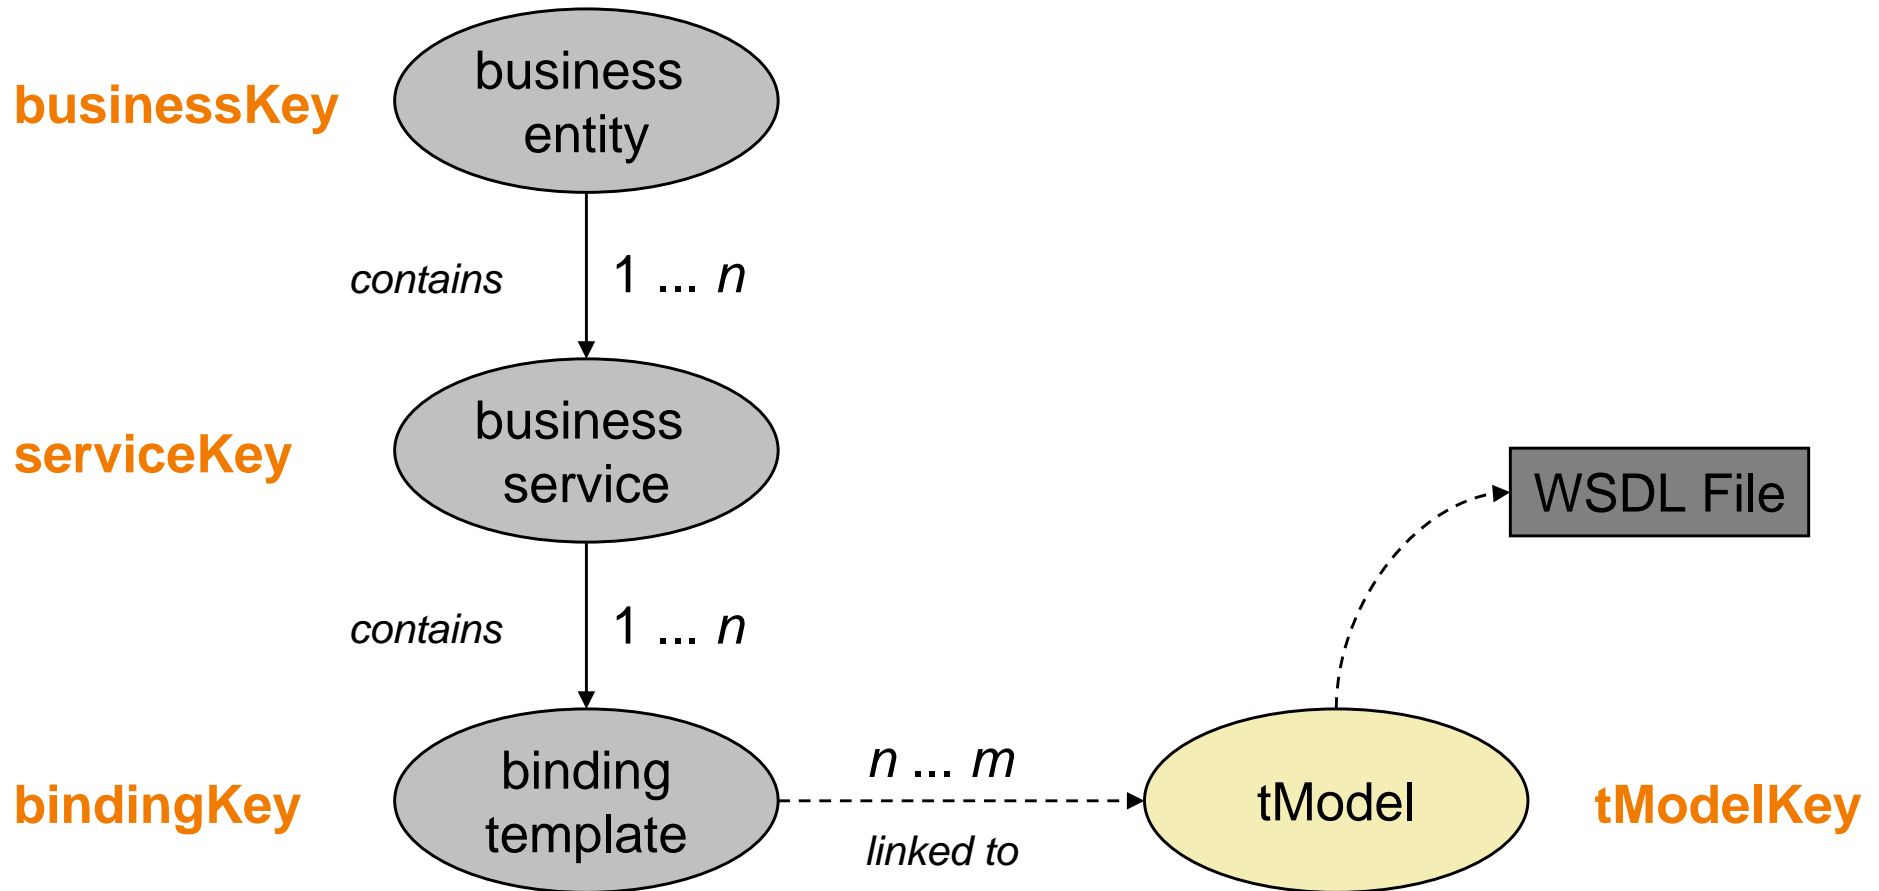 business
entity
businessKey
contains
1 ... n
business
service
serviceKey
WSDL File
contains
1 ... n
binding
template
bindingKey
n ... m
linked to
tModel
tModelKey